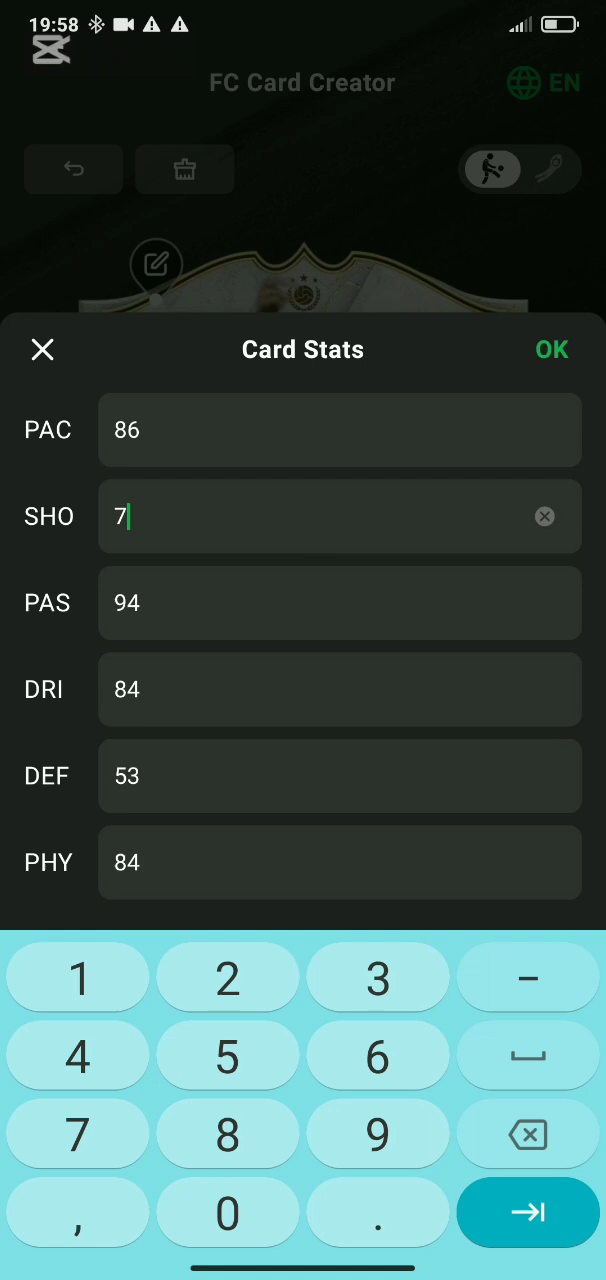 19:58
FC Card Creator
EN
Card Stats
OK
PAC 86
SHO 7
PAS 94
DRI 84
DEF 53
PHY 84
1 2 3 –
4 5 6
7 8 9
, 0 .